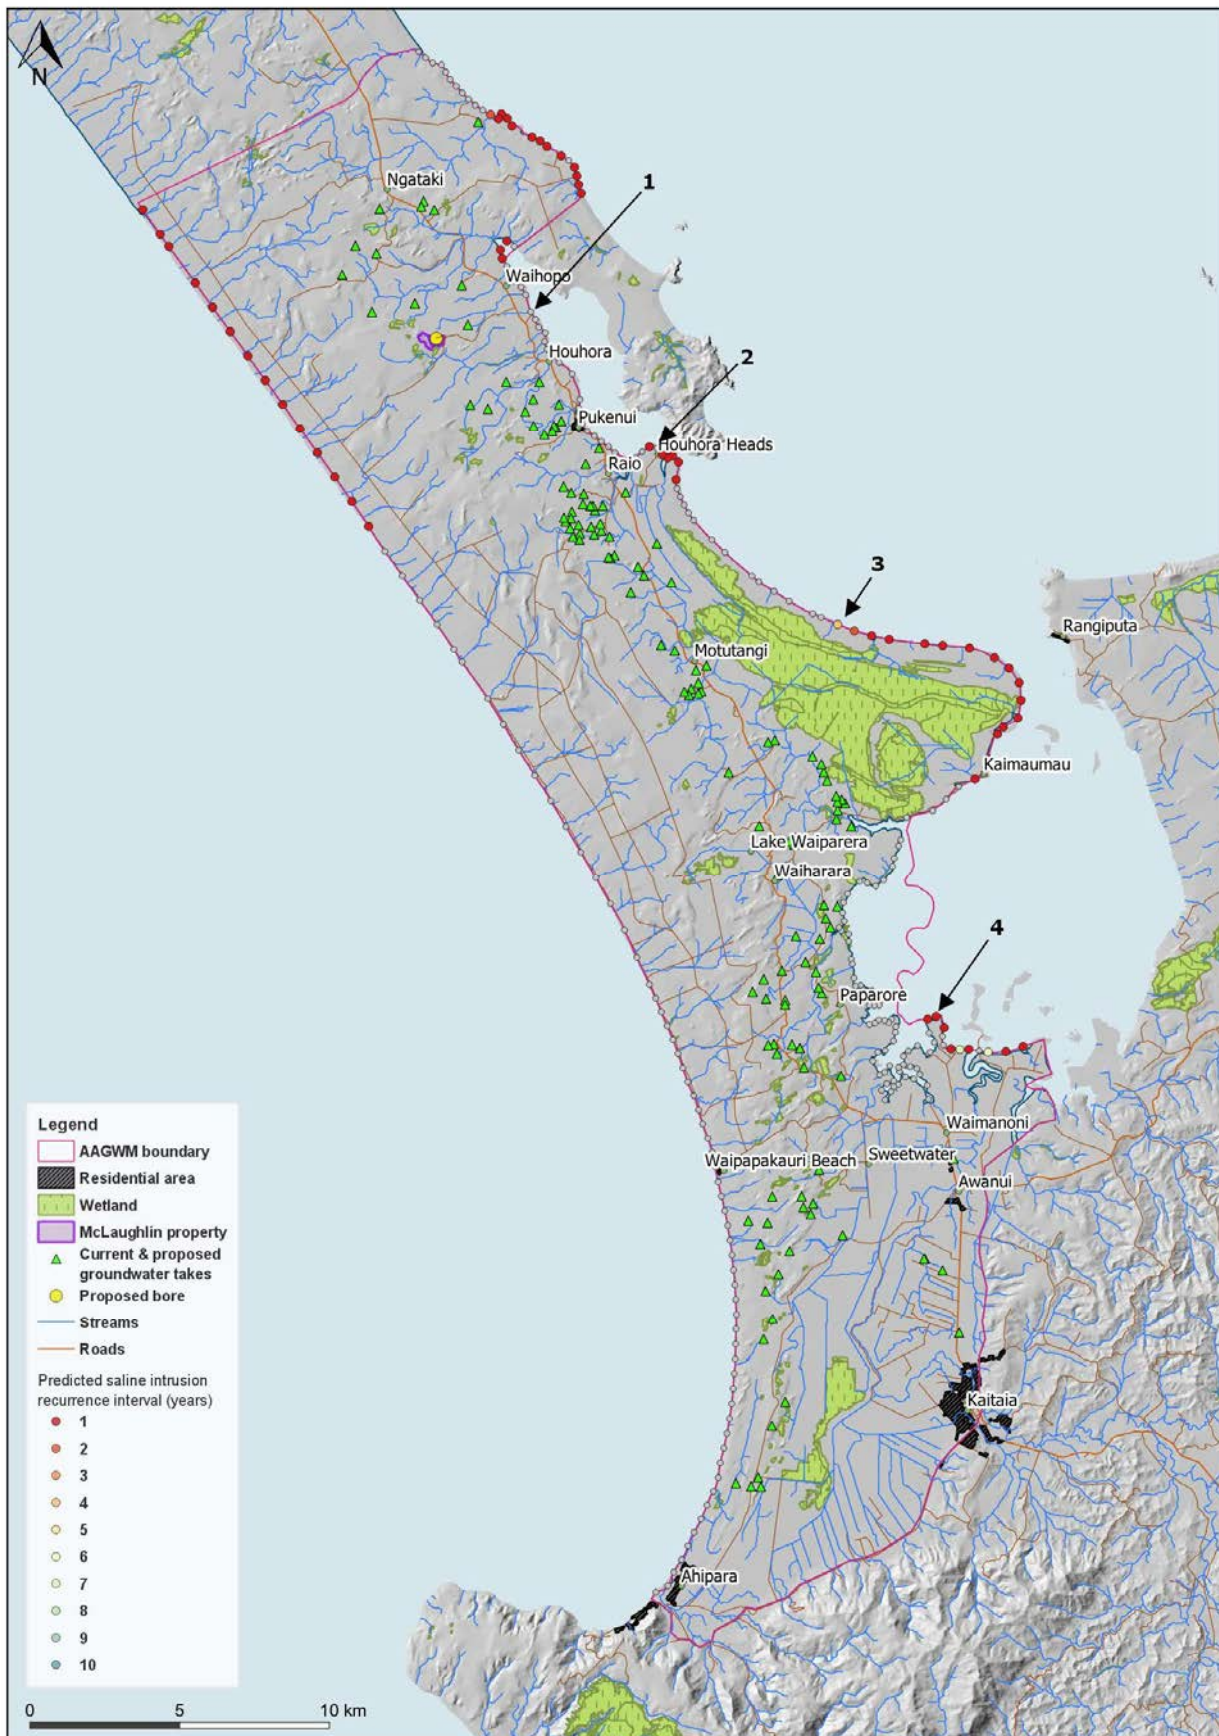 N
Ngataki
1
Waihopo
Houhora
2
Pukenui
Houhora Heads
Raio
3
Rangiputa
Motutangi
Kaimaumau
Lake Waiparera
Waiharara
4
Paparore
Waimanoni
Sweetwater
Waipapakauri Beach
Awanui
Kaitaia
Ahipara
Legend
AAGWM boundary
Residential area
Wetland
McLaughlin property
Current & proposed
groundwater takes
Proposed bore
Streams
Roads
Predicted saline intrusion
recurrence interval (years)
1
2
3
4
5
6
7
8
9
10
0 5 10 km